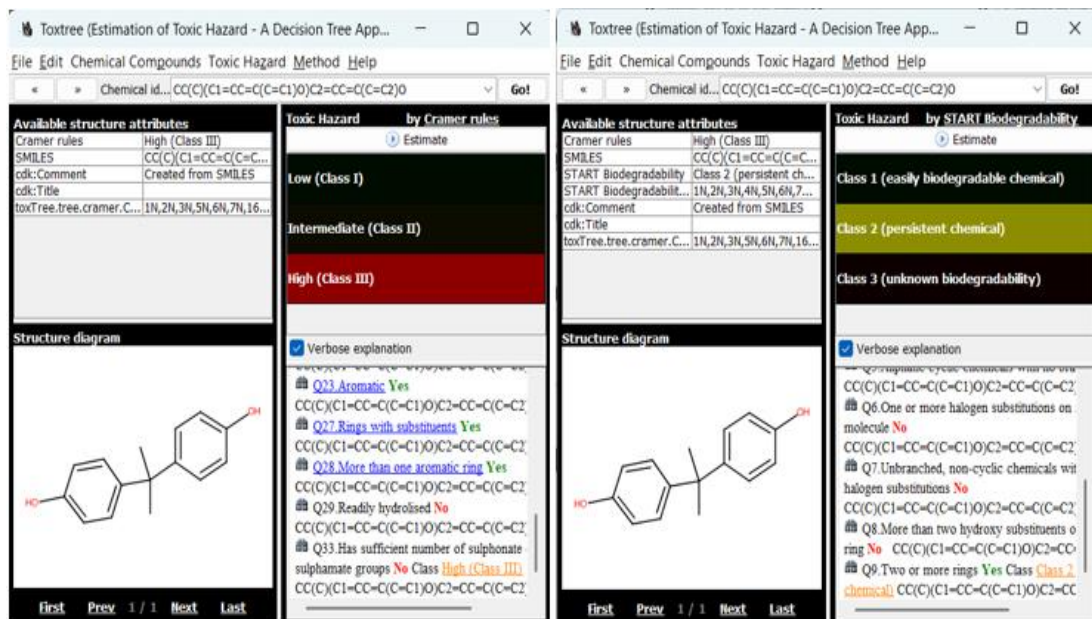 Toxtree (Estimation of Toxic Hazard - A Decision Tree App...
File Edit Chemical Compounds Toxic Hazard Method Help
« » Chemical id... CC(C)(C1=CC=C(C=C1)O)C2=CC=C(C=C2)O Go!
Available structure attributes
Cramer rules High (Class III)
SMILES CC(C)(C1=CC=C(C=C...
cdk:Comment Created from SMILES
cdk:Title
toxTree.tree.cramer.C... 1N,2N,3N,5N,6N,7N,16...
Structure diagram
OH
HO
First Prev 1 / 1 Next Last
Toxic Hazard by Cramer rules
Estimate
Low (Class I)
Intermediate (Class II)
High (Class III)
Verbose explanation
Q23.Aromatic Yes
CC(C)(C1=CC=C(C=C1)O)C2=CC=C(C=C2)
Q27.Rings with substituents Yes
CC(C)(C1=CC=C(C=C1)O)C2=CC=C(C=C2)
Q28.More than one aromatic ring Yes
CC(C)(C1=CC=C(C=C1)O)C2=CC=C(C=C2)
Q29.Readily hydrolised No
CC(C)(C1=CC=C(C=C1)O)C2=CC=C(C=C2)
Q33.Has sufficient number of sulphonate
sulphamate groups No Class High (Class III)
CC(C)(C1=CC=C(C=C1)O)C2=CC=C(C=C2)
Toxtree (Estimation of Toxic Hazard - A Decision Tree App...
File Edit Chemical Compounds Toxic Hazard Method Help
« » Chemical id... CC(C)(C1=CC=C(C=C1)O)C2=CC=C(C=C2)O Go!
Available structure attributes
Cramer rules High (Class III)
SMILES CC(C)(C1=CC=C(C=C...
START Biodegradability Class 2 (persistent ch...
START Biodegradabilit... 1N,2N,3N,4N,5N,6N,7...
cdk:Comment Created from SMILES
cdk:Title
toxTree.tree.cramer.C... 1N,2N,3N,5N,6N,7N,16...
Structure diagram
OH
HO
First Prev 1 / 1 Next Last
Toxic Hazard by START Biodegradability
Estimate
Class 1 (easily biodegradable chemical)
Class 2 (persistent chemical)
Class 3 (unknown biodegradability)
Verbose explanation
CC(C)(C1=CC=C(C=C1)O)C2=CC=C(C=C2)
Q6.One or more halogen substitutions on
molecule No
CC(C)(C1=CC=C(C=C1)O)C2=CC=C(C=C2)
Q7.Unbranched, non-cyclic chemicals wit
halogen substitutions No
CC(C)(C1=CC=C(C=C1)O)C2=CC=C(C=C2)
Q8.More than two hydroxy substituents o
ring No CC(C)(C1=CC=C(C=C1)O)C2=CC=
Q9.Two or more rings Yes Class Class 2
chemical) CC(C)(C1=CC=C(C=C1)O)C2=CC